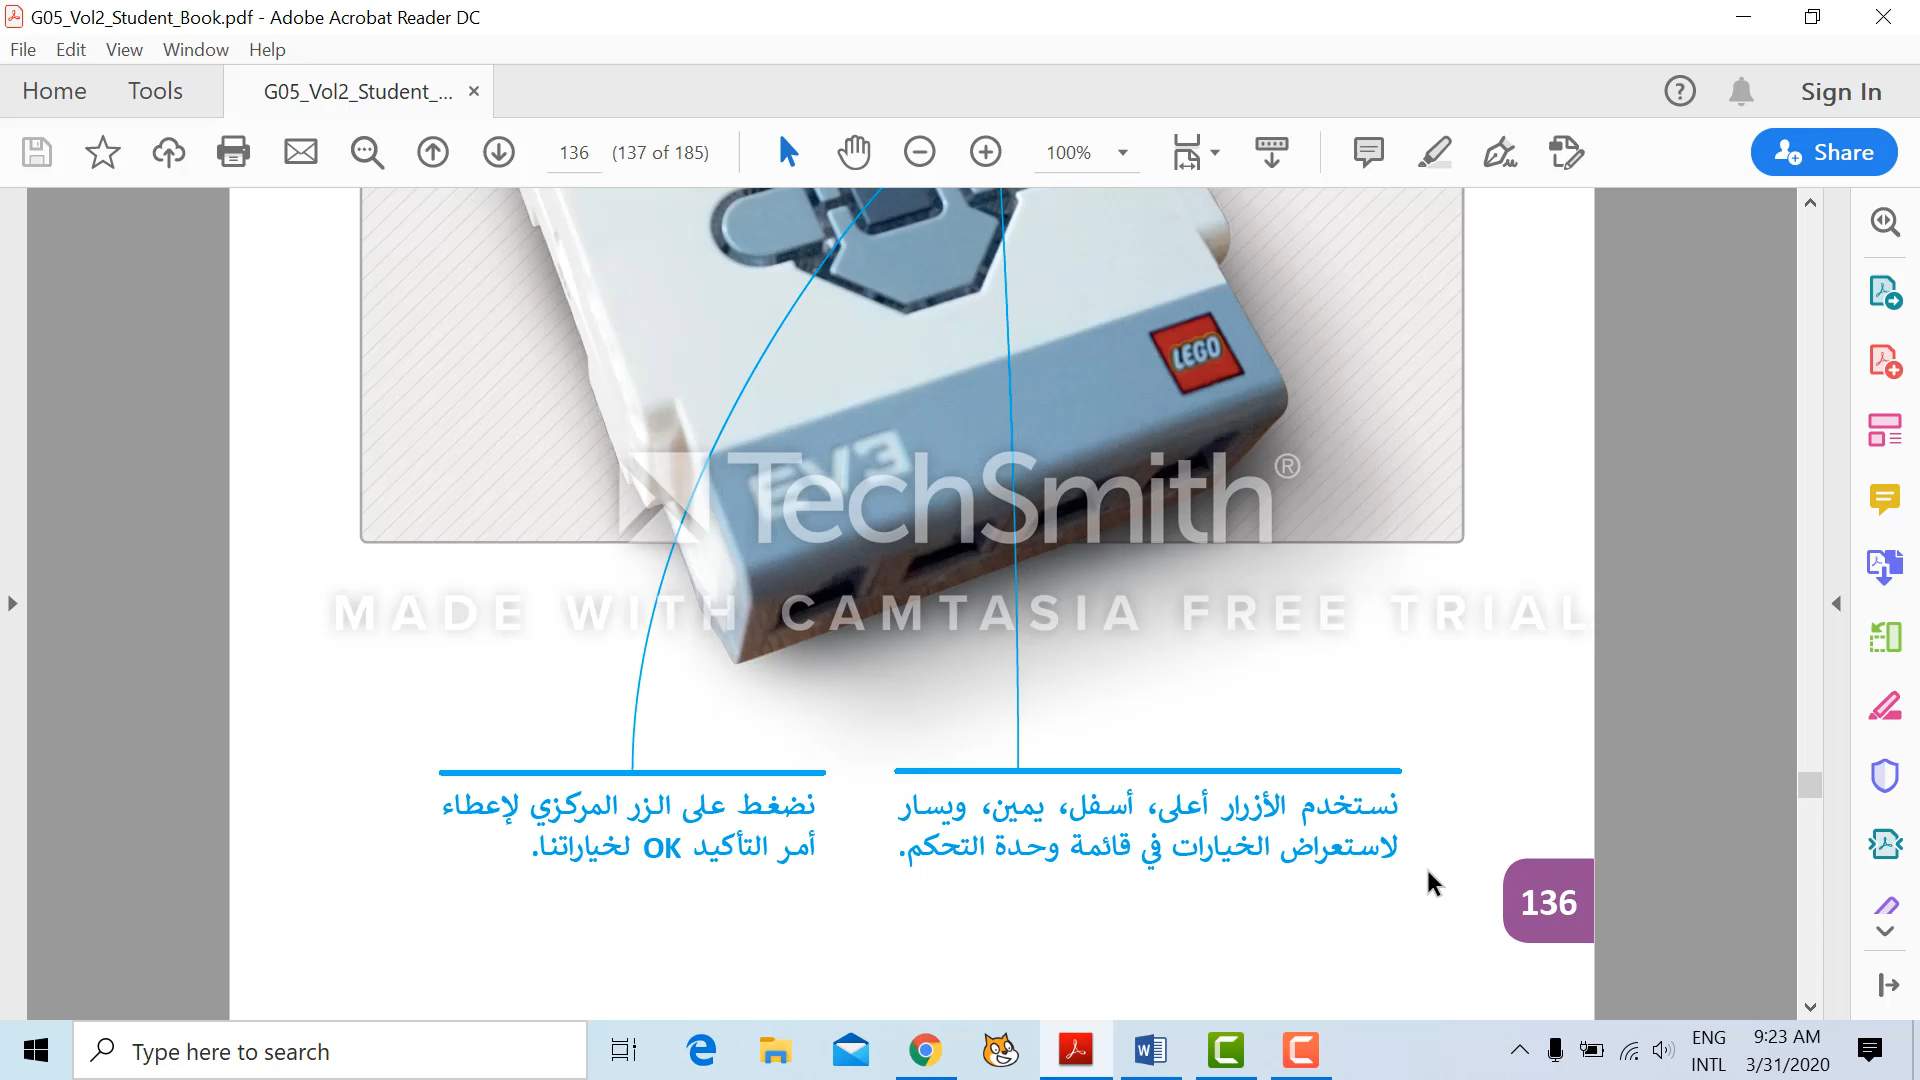 G05_Vol2_Student_Book.pdf - Adobe Acrobat Reader DC
File Edit View Window Help
Home Tools G05_Vol2_Student_... × Sign In
136 (137 of 185) 100% Share
LEGO
EV3
TechSmith®
MADE WITH CAMTASIA FREE TRIAL
نستخدم الأزرار أعلى، أسفل، يمين، ويسار
لاستعراض الخيارات في قائمة وحدة التحكم.
نضغط على الزر المركزي لإعطاء
أمر التأكيد OK لخياراتنا.
136
Type here to search
ENG 9:23 AM
INTL 3/31/2020